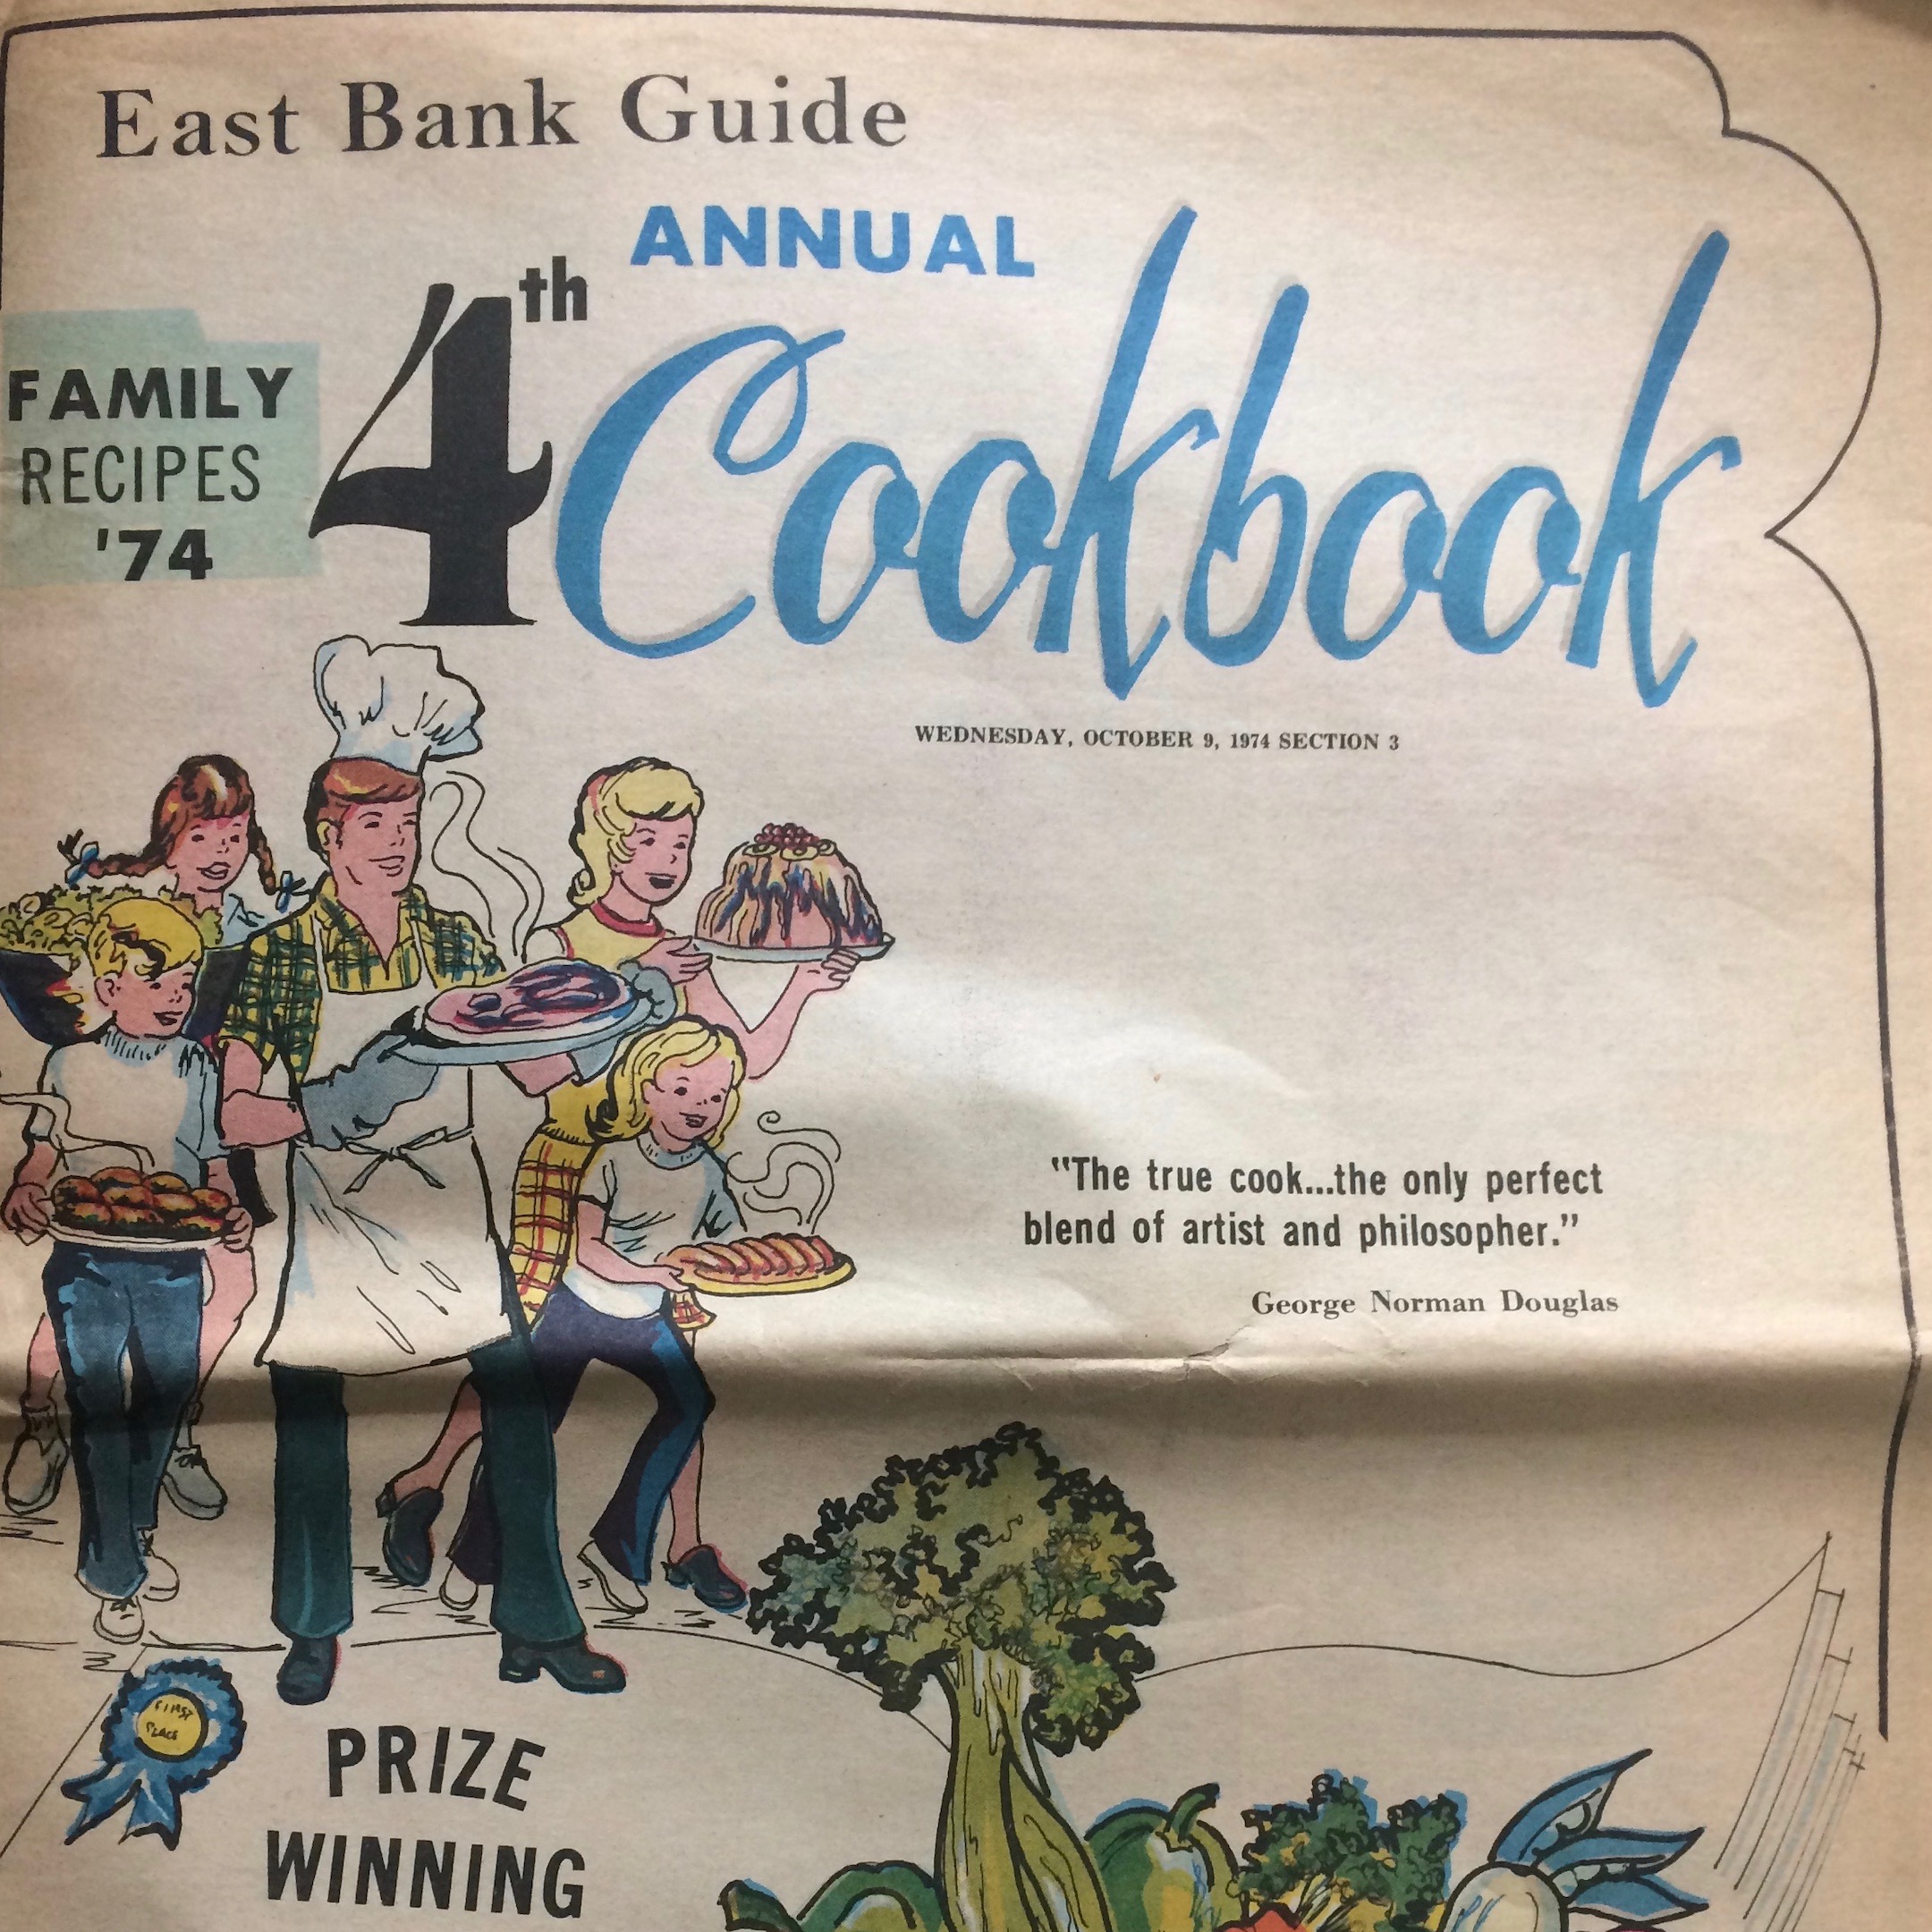 East Bank Guide
ANNUAL
4th Cookbook
FAMILY
RECIPES
'74
WEDNESDAY, OCTOBER 9, 1974 SECTION 3
"The true cook...the only perfect
blend of artist and philosopher."
George Norman Douglas
FIRST
PLACE
PRIZE
WINNING